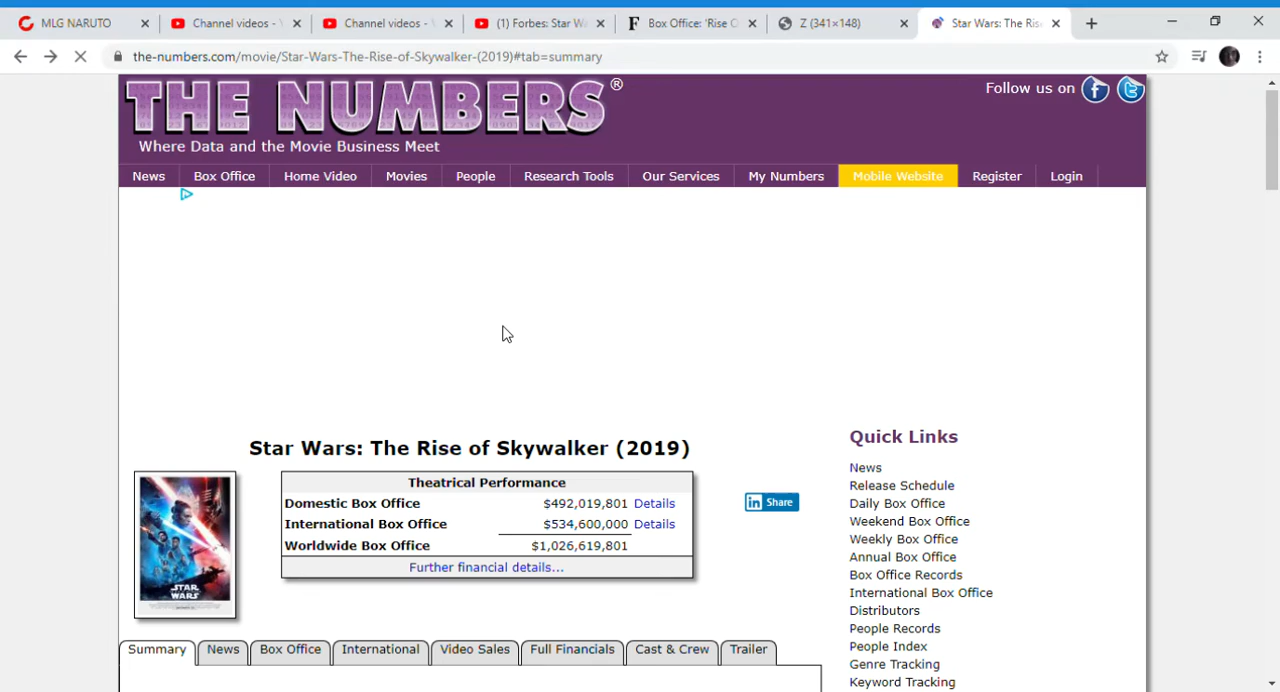 MLG NARUTO
Channel videos -
Channel videos -
(1) Forbes: Star W
Box Office: 'Rise O
Z (341×148)
Star Wars: The Rise
the-numbers.com/movie/Star-Wars-The-Rise-of-Skywalker-(2019)#tab=summary
THE NUMBERS®
Where Data and the Movie Business Meet
Follow us on
News Box Office Home Video Movies People Research Tools Our Services My Numbers Mobile Website Register Login
Star Wars: The Rise of Skywalker (2019)
Theatrical Performance
Domestic Box Office $492,019,801 Details
International Box Office $534,600,000 Details
Worldwide Box Office $1,026,619,801
Further financial details...
in Share
STAR WARS
Summary News Box Office International Video Sales Full Financials Cast & Crew Trailer
Quick Links
News
Release Schedule
Daily Box Office
Weekend Box Office
Weekly Box Office
Annual Box Office
Box Office Records
International Box Office
Distributors
People Records
People Index
Genre Tracking
Keyword Tracking